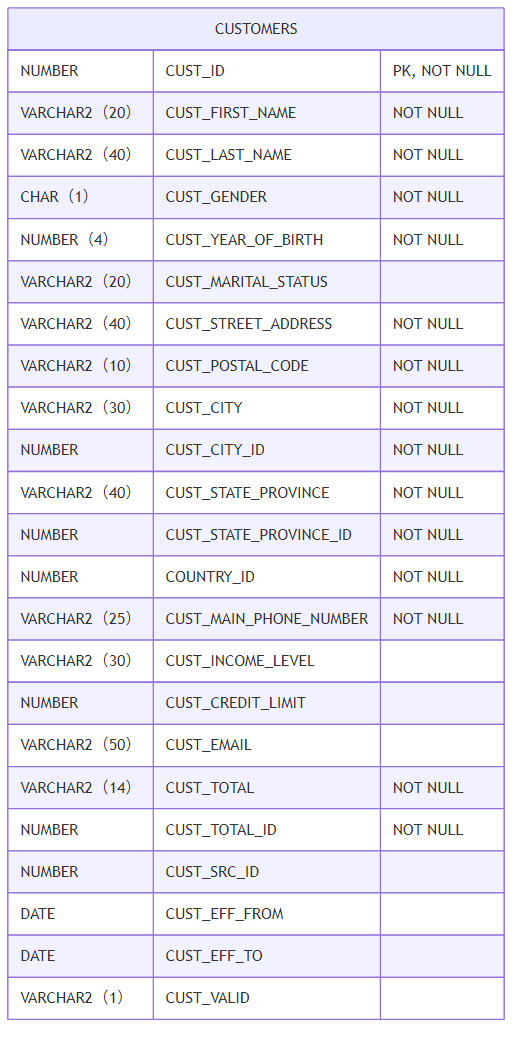 CUSTOMERS
NUMBER CUST_ID PK, NOT NULL
VARCHAR2（20） CUST_FIRST_NAME NOT NULL
VARCHAR2（40） CUST_LAST_NAME NOT NULL
CHAR（1） CUST_GENDER NOT NULL
NUMBER（4） CUST_YEAR_OF_BIRTH NOT NULL
VARCHAR2（20） CUST_MARITAL_STATUS
VARCHAR2（40） CUST_STREET_ADDRESS NOT NULL
VARCHAR2（10） CUST_POSTAL_CODE NOT NULL
VARCHAR2（30） CUST_CITY NOT NULL
NUMBER CUST_CITY_ID NOT NULL
VARCHAR2（40） CUST_STATE_PROVINCE NOT NULL
NUMBER CUST_STATE_PROVINCE_ID NOT NULL
NUMBER COUNTRY_ID NOT NULL
VARCHAR2（25） CUST_MAIN_PHONE_NUMBER NOT NULL
VARCHAR2（30） CUST_INCOME_LEVEL
NUMBER CUST_CREDIT_LIMIT
VARCHAR2（50） CUST_EMAIL
VARCHAR2（14） CUST_TOTAL NOT NULL
NUMBER CUST_TOTAL_ID NOT NULL
NUMBER CUST_SRC_ID
DATE CUST_EFF_FROM
DATE CUST_EFF_TO
VARCHAR2（1） CUST_VALID